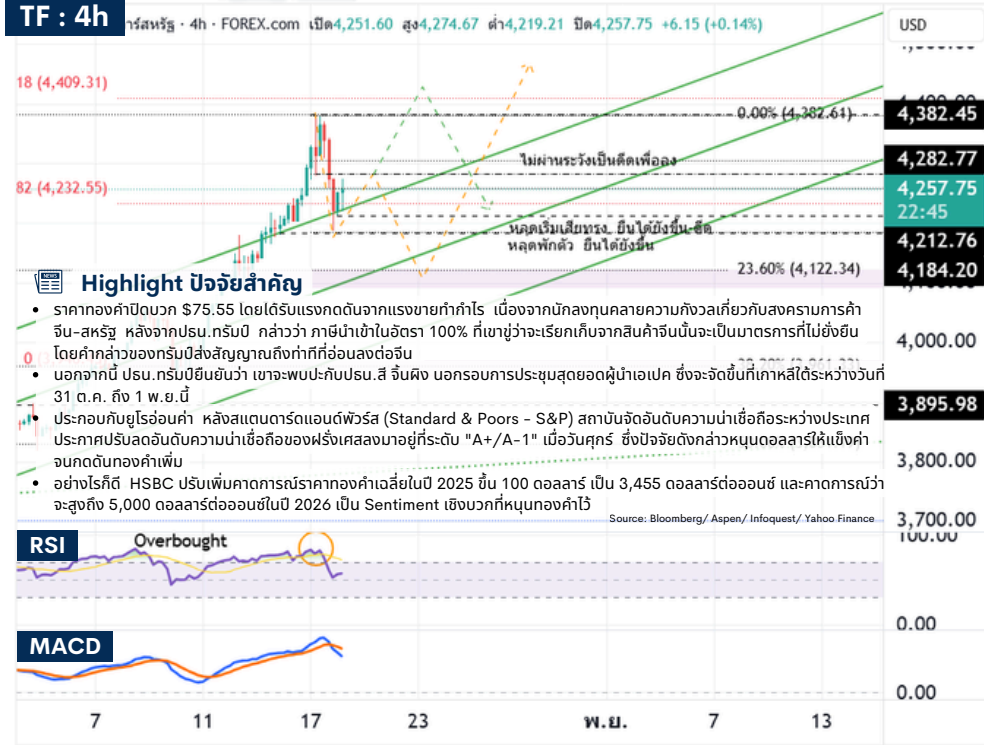 TF : 4h
าร์สหรัฐ · 4h · FOREX.com เปิด4,251.60 สูง4,274.67 ต่ำ4,219.21 ปิด4,257.75 +6.15 (+0.14%)
USD
18 (4,409.31)
0.00% (4,382.61)
4,382.45
ไม่ผ่านระวังเป็นดีดเพื่อลง
4,282.77
82 (4,232.55)
4,257.75
22:45
หลุดเริ่มเสียทรง ยืนได้ยังขึ้น-ซิด
4,212.76
หลุดพักตัว ยืนได้ยังขึ้น
23.60% (4,122.34)
4,184.20
Highlight ปัจจัยสำคัญ
• ราคาทองคำปิดบวก $75.55 โดยได้รับแรงกดดันจากแรงขายทำกำไร เนื่องจากนักลงทุนคลายความกังวลเกี่ยวกับสงครามการค้า
จีน-สหรัฐ หลังจากปธน.ทรัมป์ กล่าวว่า ภาษีนำเข้าในอัตรา 100% ที่เขาขู่ว่าจะเรียกเก็บจากสินค้าจีนนั้นจะเป็นมาตรการที่ไม่ยั่งยืน
โดยคำกล่าวของทรัมป์ส่งสัญญาณถึงท่าทีที่อ่อนลงต่อจีน
4,000.00
• นอกจากนี้ ปธน.ทรัมป์ยืนยันว่า เขาจะพบปะกับปธน.สี จิ้นผิง นอกรอบการประชุมสุดยอดผู้นำเอเปค ซึ่งจะจัดขึ้นที่เกาหลีใต้ระหว่างวันที่
31 ต.ค. ถึง 1 พ.ย.นี้
3,895.98
• ประกอบกับยูโรอ่อนค่า หลังสแตนดาร์ดแอนด์พัวร์ส (Standard & Poors - S&P) สถาบันจัดอันดับความน่าเชื่อถือระหว่างประเทศ
ประกาศปรับลดอันดับความน่าเชื่อถือของฝรั่งเศสลงมาอยู่ที่ระดับ "A+/A-1" เมื่อวันศุกร์ ซึ่งปัจจัยดังกล่าวหนุนดอลลาร์ให้แข็งค่า
จนกดดันทองคำเพิ่ม
3,800.00
• อย่างไรก็ดี HSBC ปรับเพิ่มคาดการณ์ราคาทองคำเฉลี่ยในปี 2025 ขึ้น 100 ดอลลาร์ เป็น 3,455 ดอลลาร์ต่อออนซ์ และคาดการณ์ว่า
จะสูงถึง 5,000 ดอลลาร์ต่อออนซ์ในปี 2026 เป็น Sentiment เชิงบวกที่หนุนทองคำไว้
Source: Bloomberg/ Aspen/ Infoquest/ Yahoo Finance
3,700.00
RSI
Overbought
100.00
0.00
MACD
0.00
7 11 17 23 พ.ย. 7 13